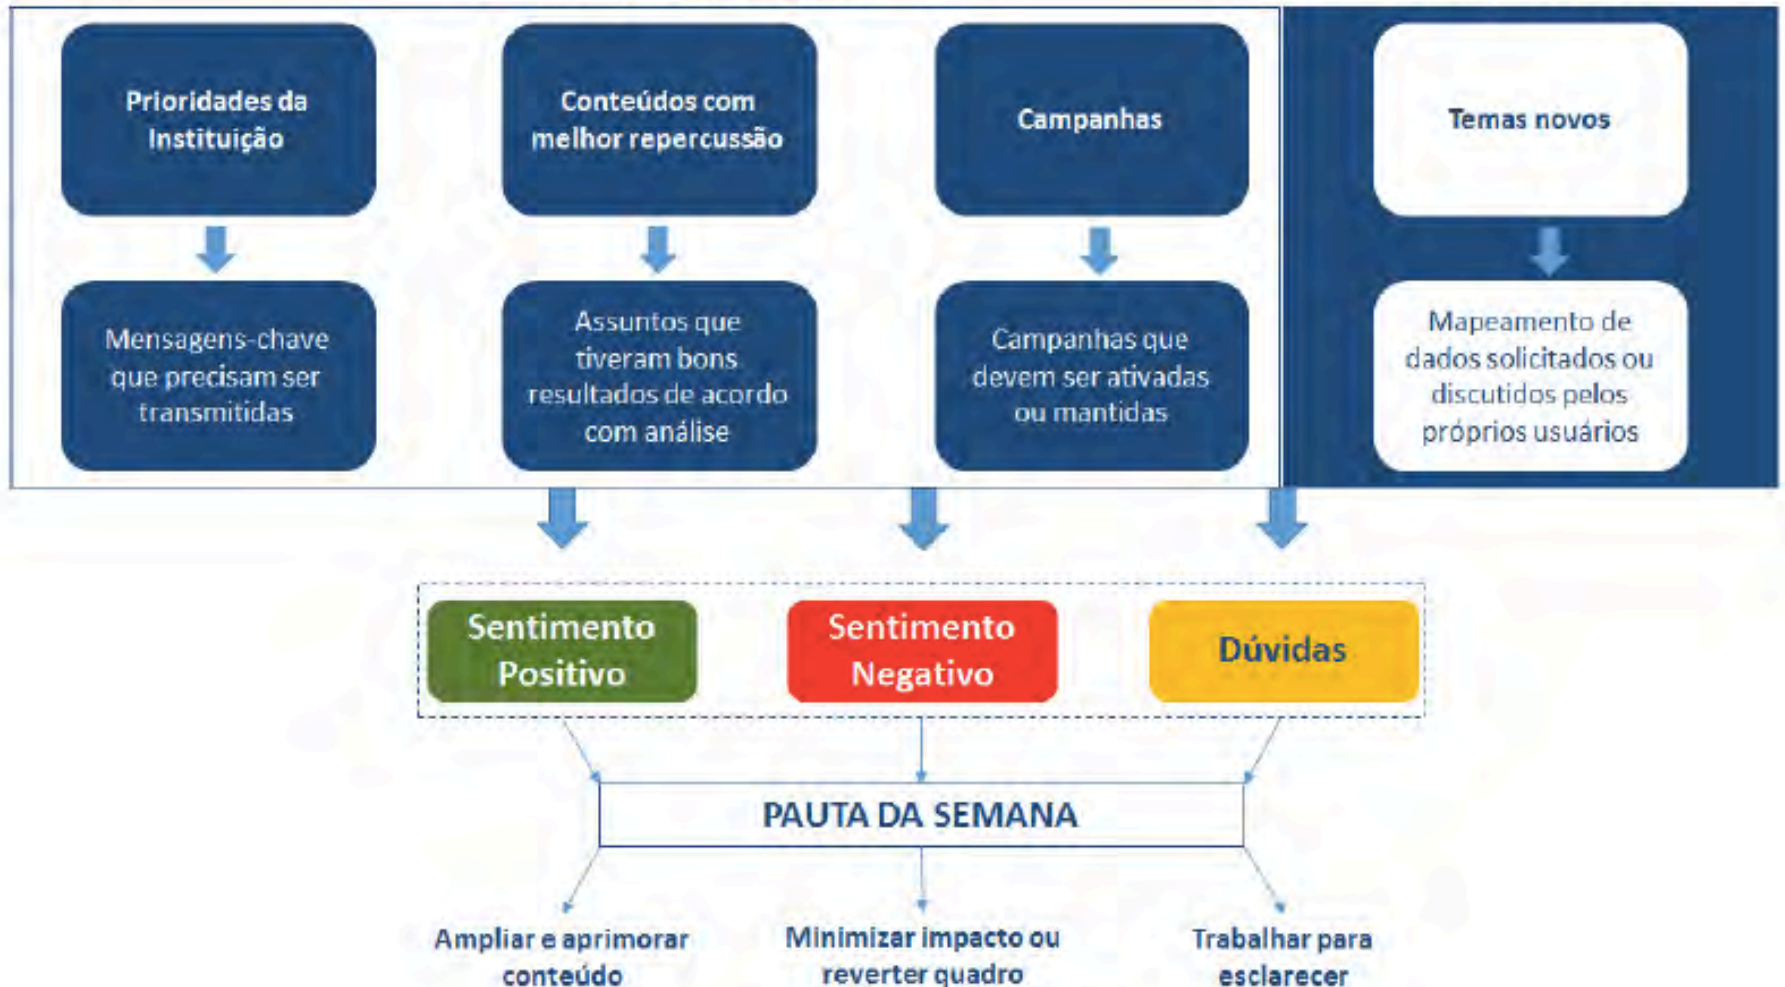 Prioridades da
Instituição
Conteúdos com
melhor repercussão
Campanhas
Temas novos
Mensagens-chave
que precisam ser
transmitidas
Assuntos que
tiveram bons
resultados de acordo
com análise
Campanhas que
devem ser ativadas
ou mantidas
Mapeamento de
dados solicitados ou
discutidos pelos
próprios usuários
Sentimento
Positivo
Sentimento
Negativo
Dúvidas
PAUTA DA SEMANA
Ampliar e aprimorar
conteúdo
Minimizar impacto ou
reverter quadro
Trabalhar para
esclarecer